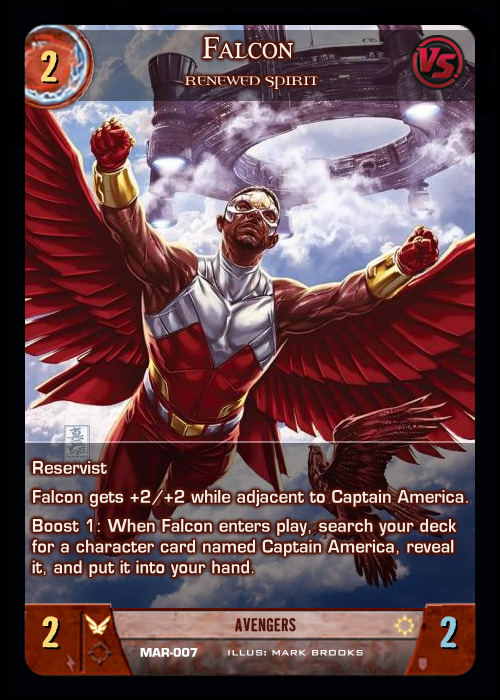 2
Falcon
Renewed Spirit
VS
Reservist
Falcon gets +2/+2 while adjacent to Captain America.
Boost 1: When Falcon enters play, search your deck
for a character card named Captain America, reveal
it, and put it into your hand.
2
AVENGERS
2
MAR-007
ILLUS: MARK BROOKS